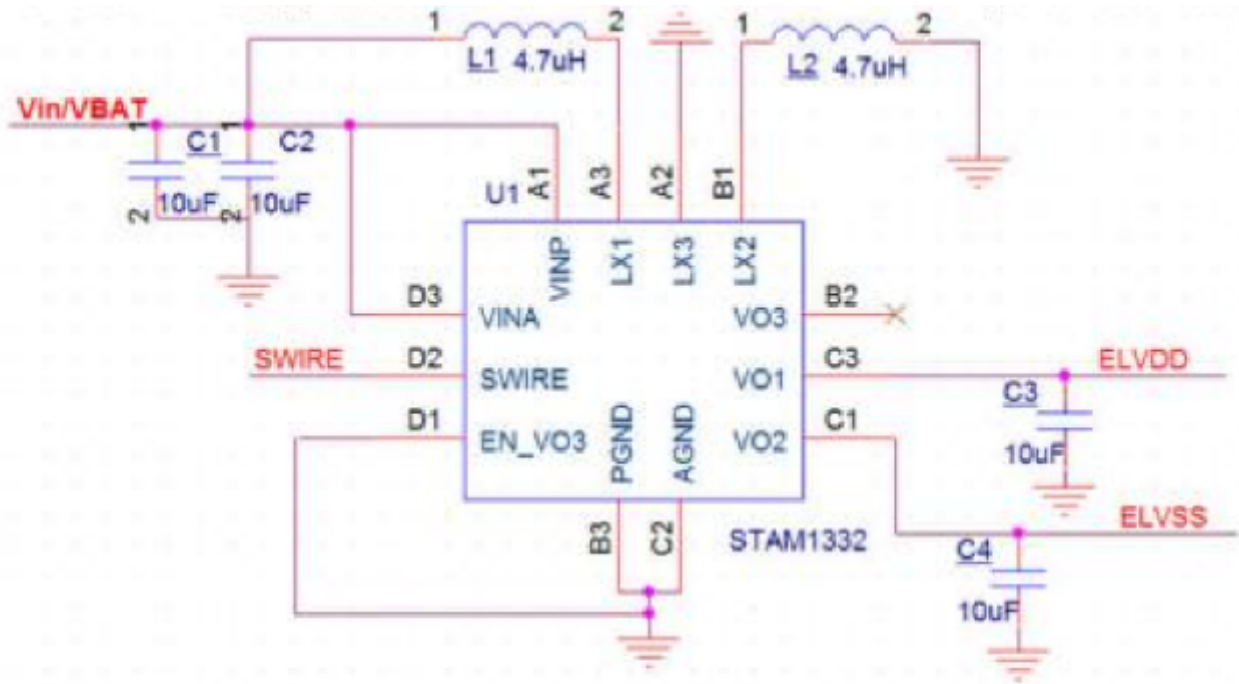 1 2 1 2
L1 4.7uH L2 4.7uH
Vin/VBAT
1 C1 1 C2
10uF 10uF
2 2
U1 A1 A3 A2 B1
VINP LX1 LX3 LX2
D3 VINA VO3 B2
SWIRE D2 SWIRE VO1 C3 ELVDD
D1 EN_VO3 VO2 C1
PGND AGND
C3
10uF
B3 C2
STAM1332
ELVSS
C4
10uF